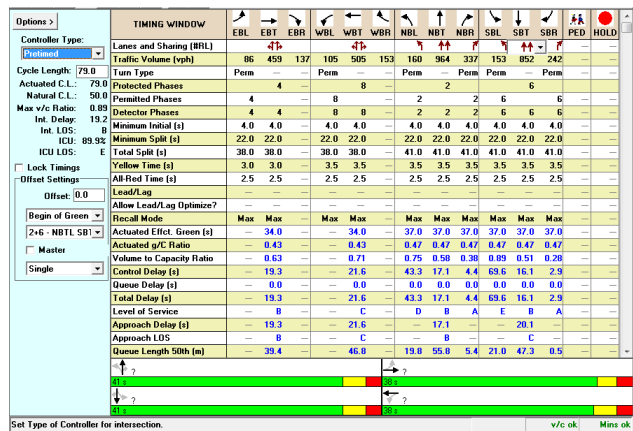 Options >
TIMING WINDOW EBL EBT EBR WBL WBT WBR NBL NBT NBR SBL SBT SBR PED HOLD
Controller Type:
Pretimed
Cycle Length: 79.0
Actuated C.L.: 79.0
Natural C.L.: 50.0
Max v/c Ratio: 0.89
Int. Delay: 19.2
Int. LOS: B
ICU: 89.9%
ICU LOS: E
Lock Timings
Offset Settings
Offset: 0.0
Begin of Green
2+6 - NBTL SBT
Master
Single
Lanes and Sharing (#RL)
Traffic Volume (vph) 86 459 137 105 505 153 160 964 337 153 852 242 — —
Turn Type Perm — — Perm — — Perm — Perm Perm — Perm — —
Protected Phases 4 — 8 — 2 6 — —
Permitted Phases 4 — 8 — 2 2 6 6 — —
Detector Phases 4 4 — 8 8 — 2 2 2 6 6 6 — —
Minimum Initial (s) 4.0 4.0 — 4.0 4.0 — 4.0 4.0 4.0 4.0 4.0 4.0 — —
Minimum Split (s) 22.0 22.0 — 22.0 22.0 — 22.0 22.0 22.0 22.0 22.0 22.0 — —
Total Split (s) 38.0 38.0 — 38.0 38.0 — 41.0 41.0 41.0 41.0 41.0 41.0 — —
Yellow Time (s) 3.0 3.0 — 3.5 3.5 — 3.5 3.5 3.5 3.5 3.5 3.5 — —
All-Red Time (s) 2.5 2.5 — 2.5 2.5 — 2.5 2.5 2.5 2.5 2.5 2.5 — —
Lead/Lag — — — — — — — — — — — — — —
Allow Lead/Lag Optimize? — — — — — — — — — — — — — —
Recall Mode Max Max — Max Max — Max Max Max Max Max Max — —
Actuated Effct. Green (s) — 34.0 — — 34.0 — 37.0 37.0 37.0 37.0 37.0 37.0 — —
Actuated g/C Ratio — 0.43 — — 0.43 — 0.47 0.47 0.47 0.47 0.47 0.47 — —
Volume to Capacity Ratio — 0.63 — — 0.71 — 0.75 0.58 0.38 0.89 0.51 0.28 — —
Control Delay (s) — 19.3 — — 21.6 — 43.3 17.1 4.4 69.6 16.1 2.9 — —
Queue Delay (s) — 0.0 — — 0.0 — 0.0 0.0 0.0 0.0 0.0 0.0 — —
Total Delay (s) — 19.3 — — 21.6 — 43.3 17.1 4.4 69.6 16.1 2.9 — —
Level of Service — B — — C — D B A E B A — —
Approach Delay (s) — 19.3 — — 21.6 — — 17.1 — — 20.1 — — —
Approach LOS — B — — C — — B — — C — — —
Queue Length 50th (m) — 39.4 — — 46.8 — 19.8 55.8 5.4 21.0 47.3 0.5 — —
? ?
41 s 38 s
? ?
41 s 38 s
Set Type of Controller for intersection. v/c ok Mins ok